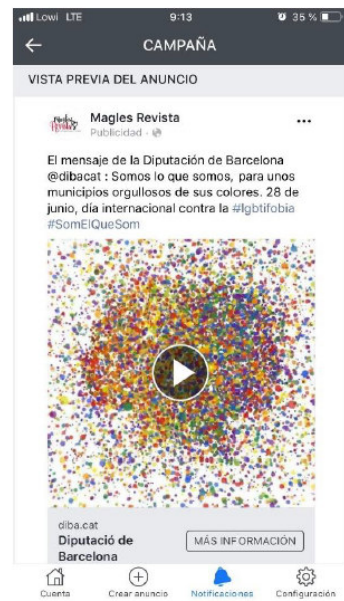 Lowi LTE 9:13 35 %
CAMPAÑA
VISTA PREVIA DEL ANUNCIO
Magles Revista
Publicidad
El mensaje de la Diputación de Barcelona
@dibacat : Somos lo que somos, para unos
municipios orgullosos de sus colores. 28 de
junio, día internacional contra la #lgbtifobia
#SomElQueSom
diba.cat
Diputació de
Barcelona
MÁS INFORMACIÓN
Cuenta Crear anuncio Notificaciones Configuración